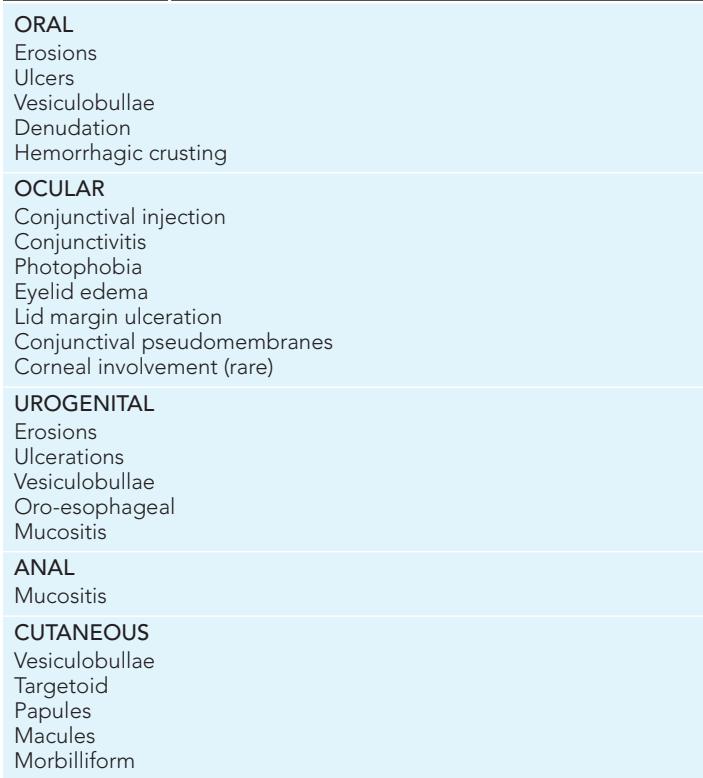 ORAL
Erosions
Ulcers
Vesiculobullae
Denudation
Hemorrhagic crusting
OCULAR
Conjunctival injection
Conjunctivitis
Photophobia
Eyelid edema
Lid margin ulceration
Conjunctival pseudomembranes
Corneal involvement (rare)
UROGENITAL
Erosions
Ulcerations
Vesiculobullae
Oro-esophageal
Mucositis
ANAL
Mucositis
CUTANEOUS
Vesiculobullae
Targetoid
Papules
Macules
Morbilliform